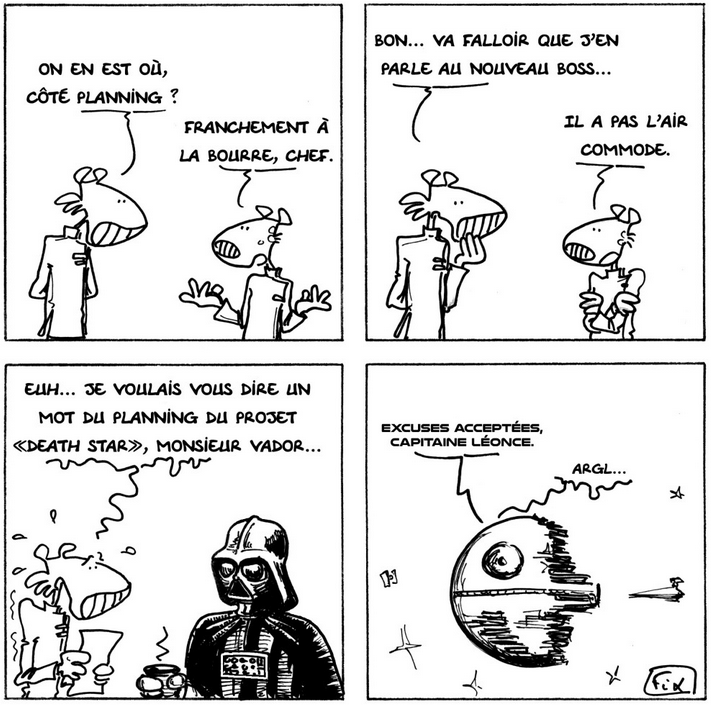 ON EN EST OÙ,
CÔTÉ PLANNING ?
FRANCHEMENT À
LA BOURRE, CHEF.
BON... VA FALLOIR QUE J'EN
PARLE AU NOUVEAU BOSS...
IL A PAS L'AIR
COMMODE.
EUH... JE VOULAIS VOUS DIRE UN
MOT DU PLANNING DU PROJET
«DEATH STAR», MONSIEUR VADOR...
EXCUSES ACCEPTÉES,
CAPITAINE LÉONCE.
ARGL...
Fix